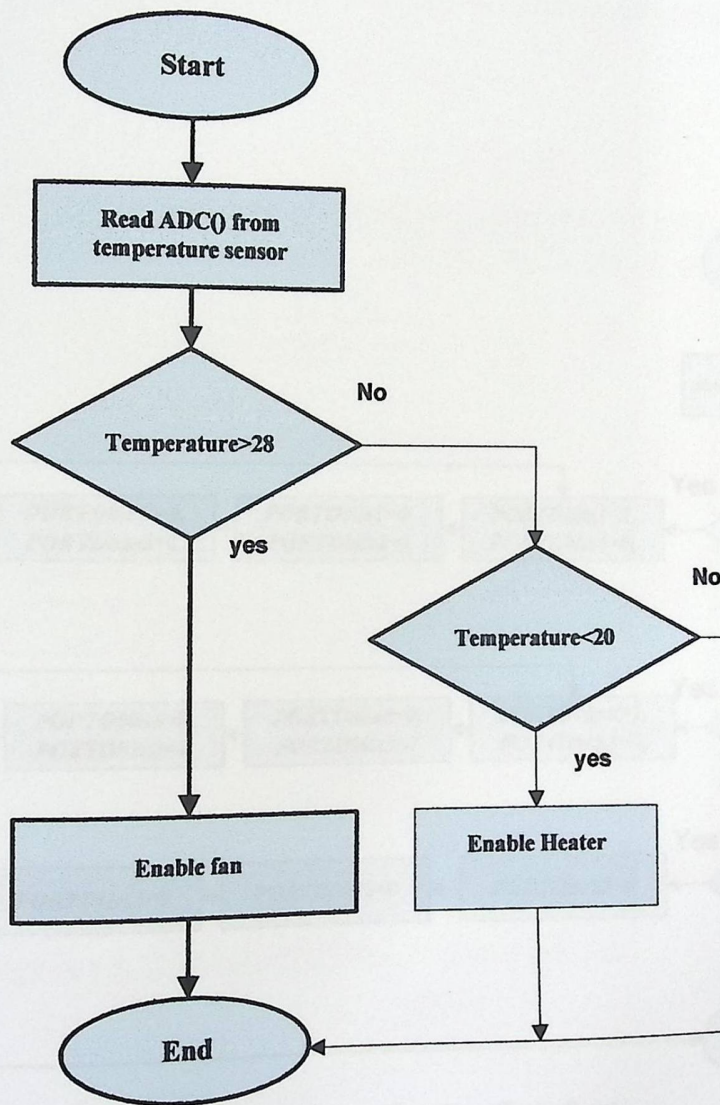 Start
Read ADC() from
temperature sensor
Temperature>28
No
yes
Temperature<20
No
yes
Enable fan
Enable Heater
End
Yes